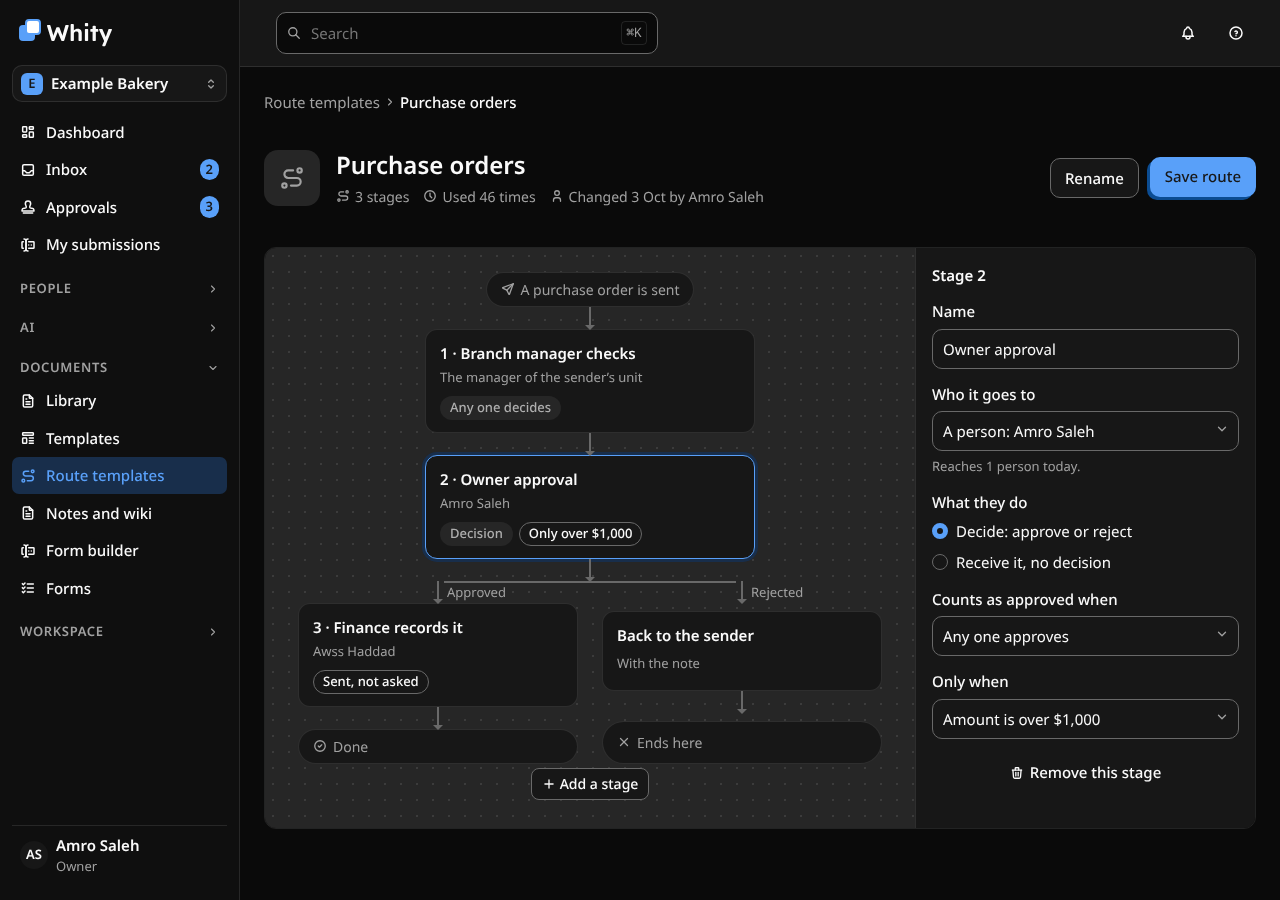 Whity
Search
⌘K
E
Example Bakery
Dashboard
Inbox
2
Approvals
3
My submissions
PEOPLE
AI
DOCUMENTS
Library
Templates
Route templates
Notes and wiki
Form builder
Forms
WORKSPACE
AS
Amro Saleh
Owner
Route templates › Purchase orders
Purchase orders
3 stages
Used 46 times
Changed 3 Oct by Amro Saleh
Rename
Save route
A purchase order is sent
1 · Branch manager checks
The manager of the sender’s unit
Any one decides
2 · Owner approval
Amro Saleh
Decision
Only over $1,000
Approved
Rejected
3 · Finance records it
Awss Haddad
Sent, not asked
Back to the sender
With the note
Done
Ends here
+ Add a stage
Stage 2
Name
Owner approval
Who it goes to
A person: Amro Saleh
Reaches 1 person today.
What they do
Decide: approve or reject
Receive it, no decision
Counts as approved when
Any one approves
Only when
Amount is over $1,000
Remove this stage